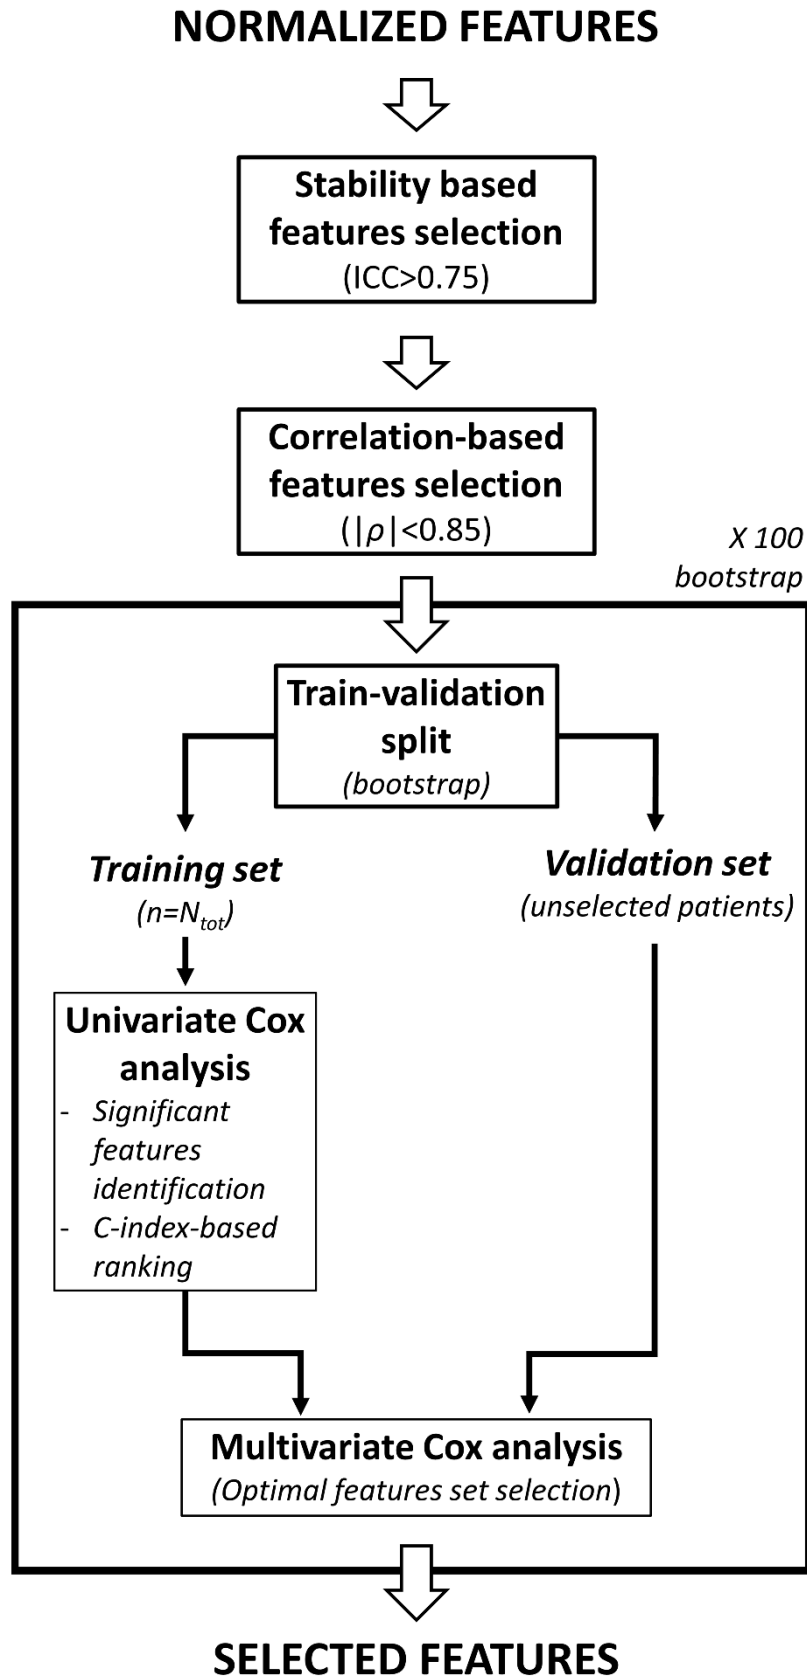 NORMALIZED FEATURES
Stability based
features selection
(ICC>0.75)
Correlation-based
features selection
(|ρ|<0.85)
X 100
bootstrap
Train-validation
split
(bootstrap)
Training set
(n=Ntot)
Validation set
(unselected patients)
Univariate Cox
analysis
- Significant
features
identification
- C-index-based
ranking
Multivariate Cox analysis
(Optimal features set selection)
SELECTED FEATURES